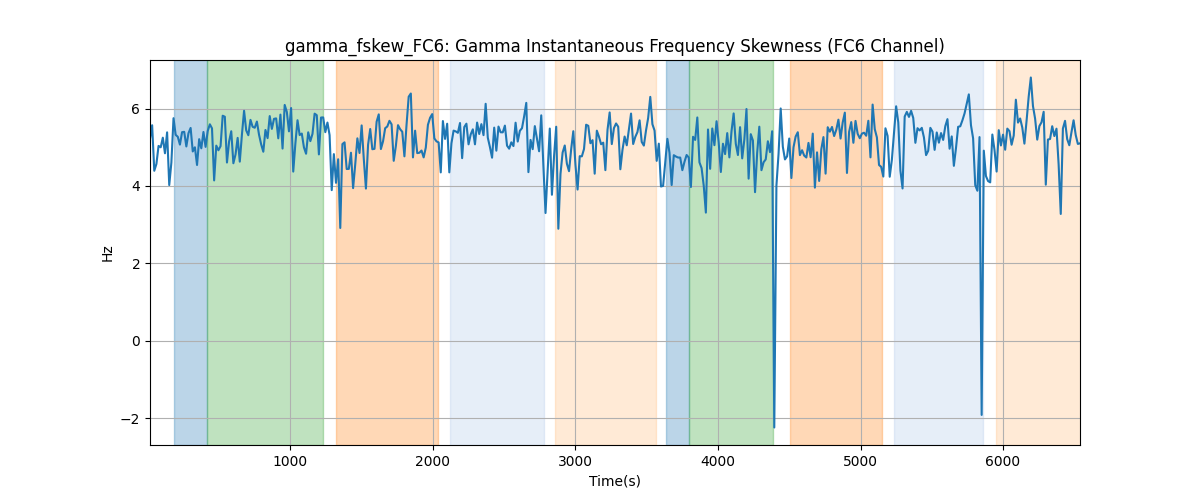 gamma_fskew_FC6: Gamma Instantaneous Frequency Skewness (FC6 Channel)
6
4
2
0
−2
Hz
1000 2000 3000 4000 5000 6000
Time(s)